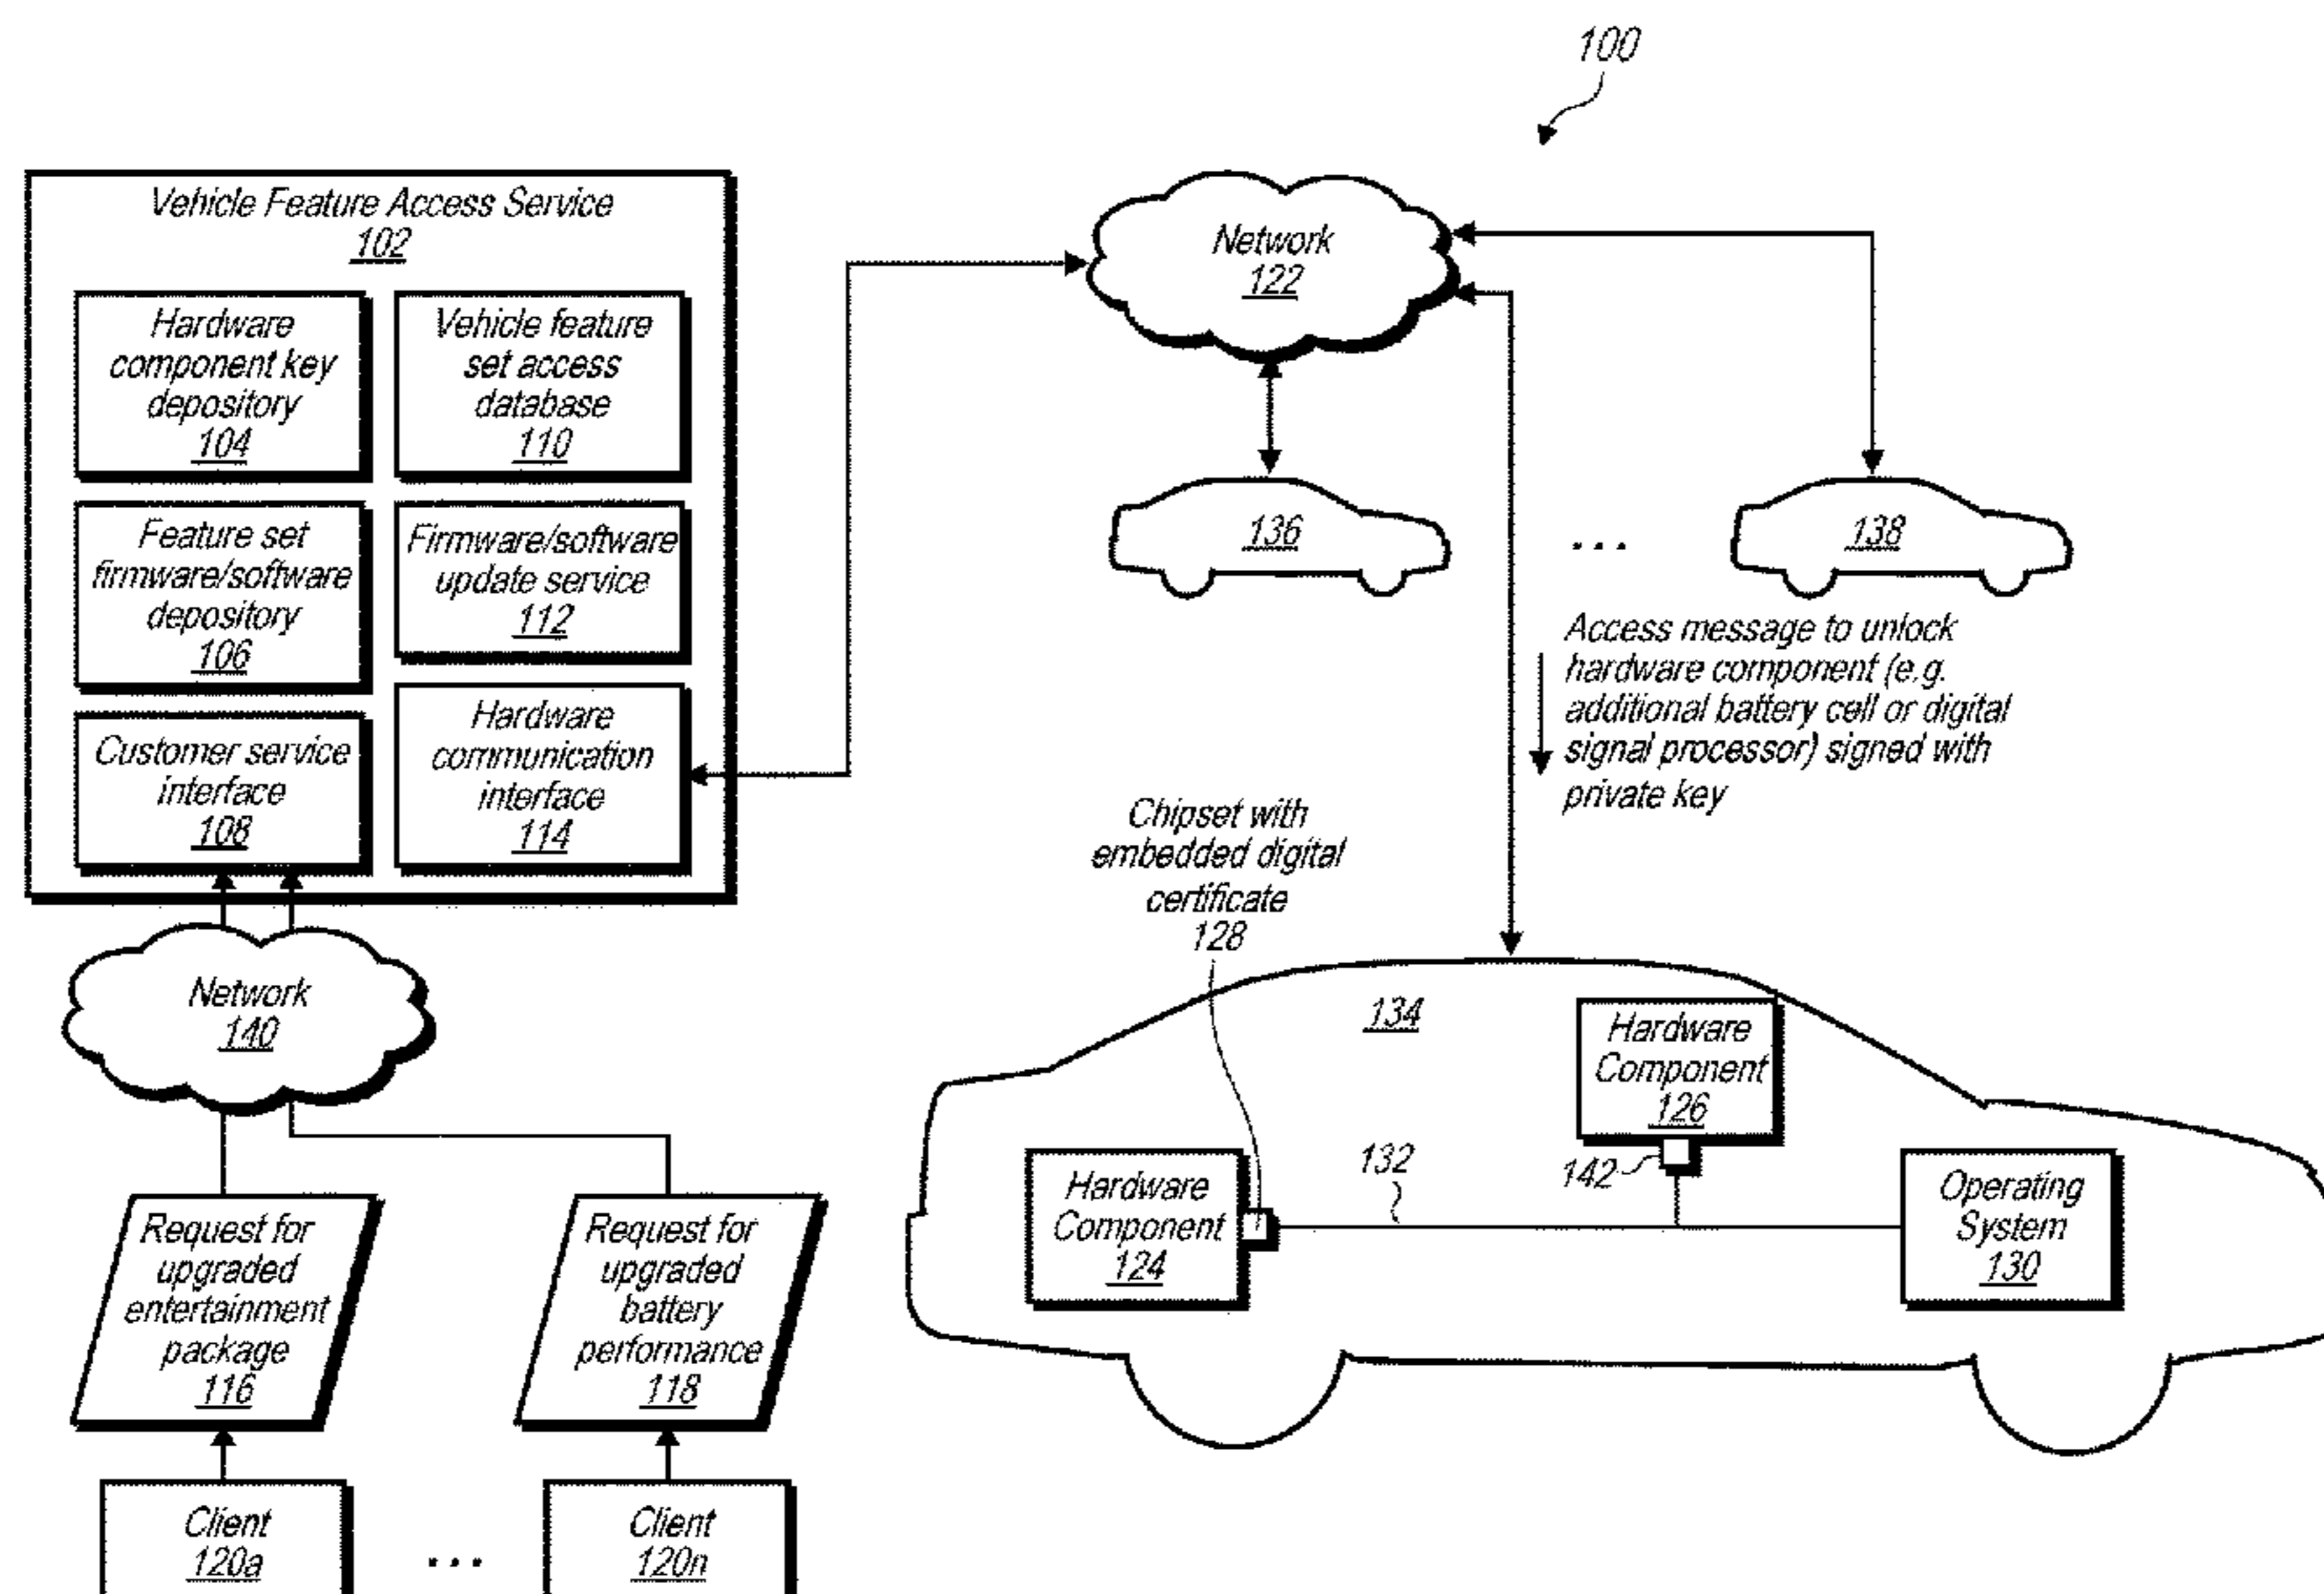 100
Vehicle Feature Access Service
102
Hardware
component key
depository
104
Vehicle feature
set access
database
110
Feature set
firmware/software
depository
106
Firmware/software
update service
112
Customer service
interface
108
Hardware
communication
interface
114
Network
122
136
...
138
Access message to unlock
hardware component (e.g.
additional battery cell or digital
signal processor) signed with
private key
Chipset with
embedded digital
certificate
128
Network
140
134
Hardware
Component
126
142
132
Hardware
Component
124
Operating
System
130
Request for
upgraded
entertainment
package
116
Request for
upgraded
battery
performance
118
Client
120a
...
Client
120n